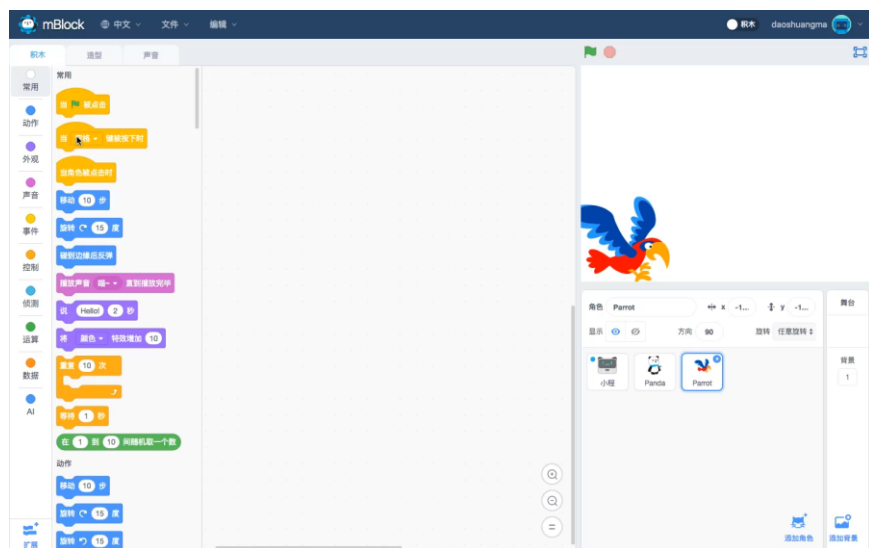 mBlock 中文 文件 编辑 积木 daoshuangma
积木 造型 声音
常用
动作
外观
声音
事件
控制
侦测
运算
数据
AI
扩展
常用
当 被点击
当 空格 键被按下时
当角色被点击时
移动 10 步
旋转 15 度
碰到边缘后反弹
播放声音 喵~ 直到播放完毕
说 Hello! 2 秒
将 颜色 特效增加 10
重复 10 次
等待 1 秒
在 1 到 10 间随机取一个数
动作
移动 10 步
旋转 15 度
旋转 15 度
角色 Parrot x -1... y -1...
显示 方向 90 旋转 任意旋转
小程 Panda Parrot
添加角色
舞台
背景
1
添加背景